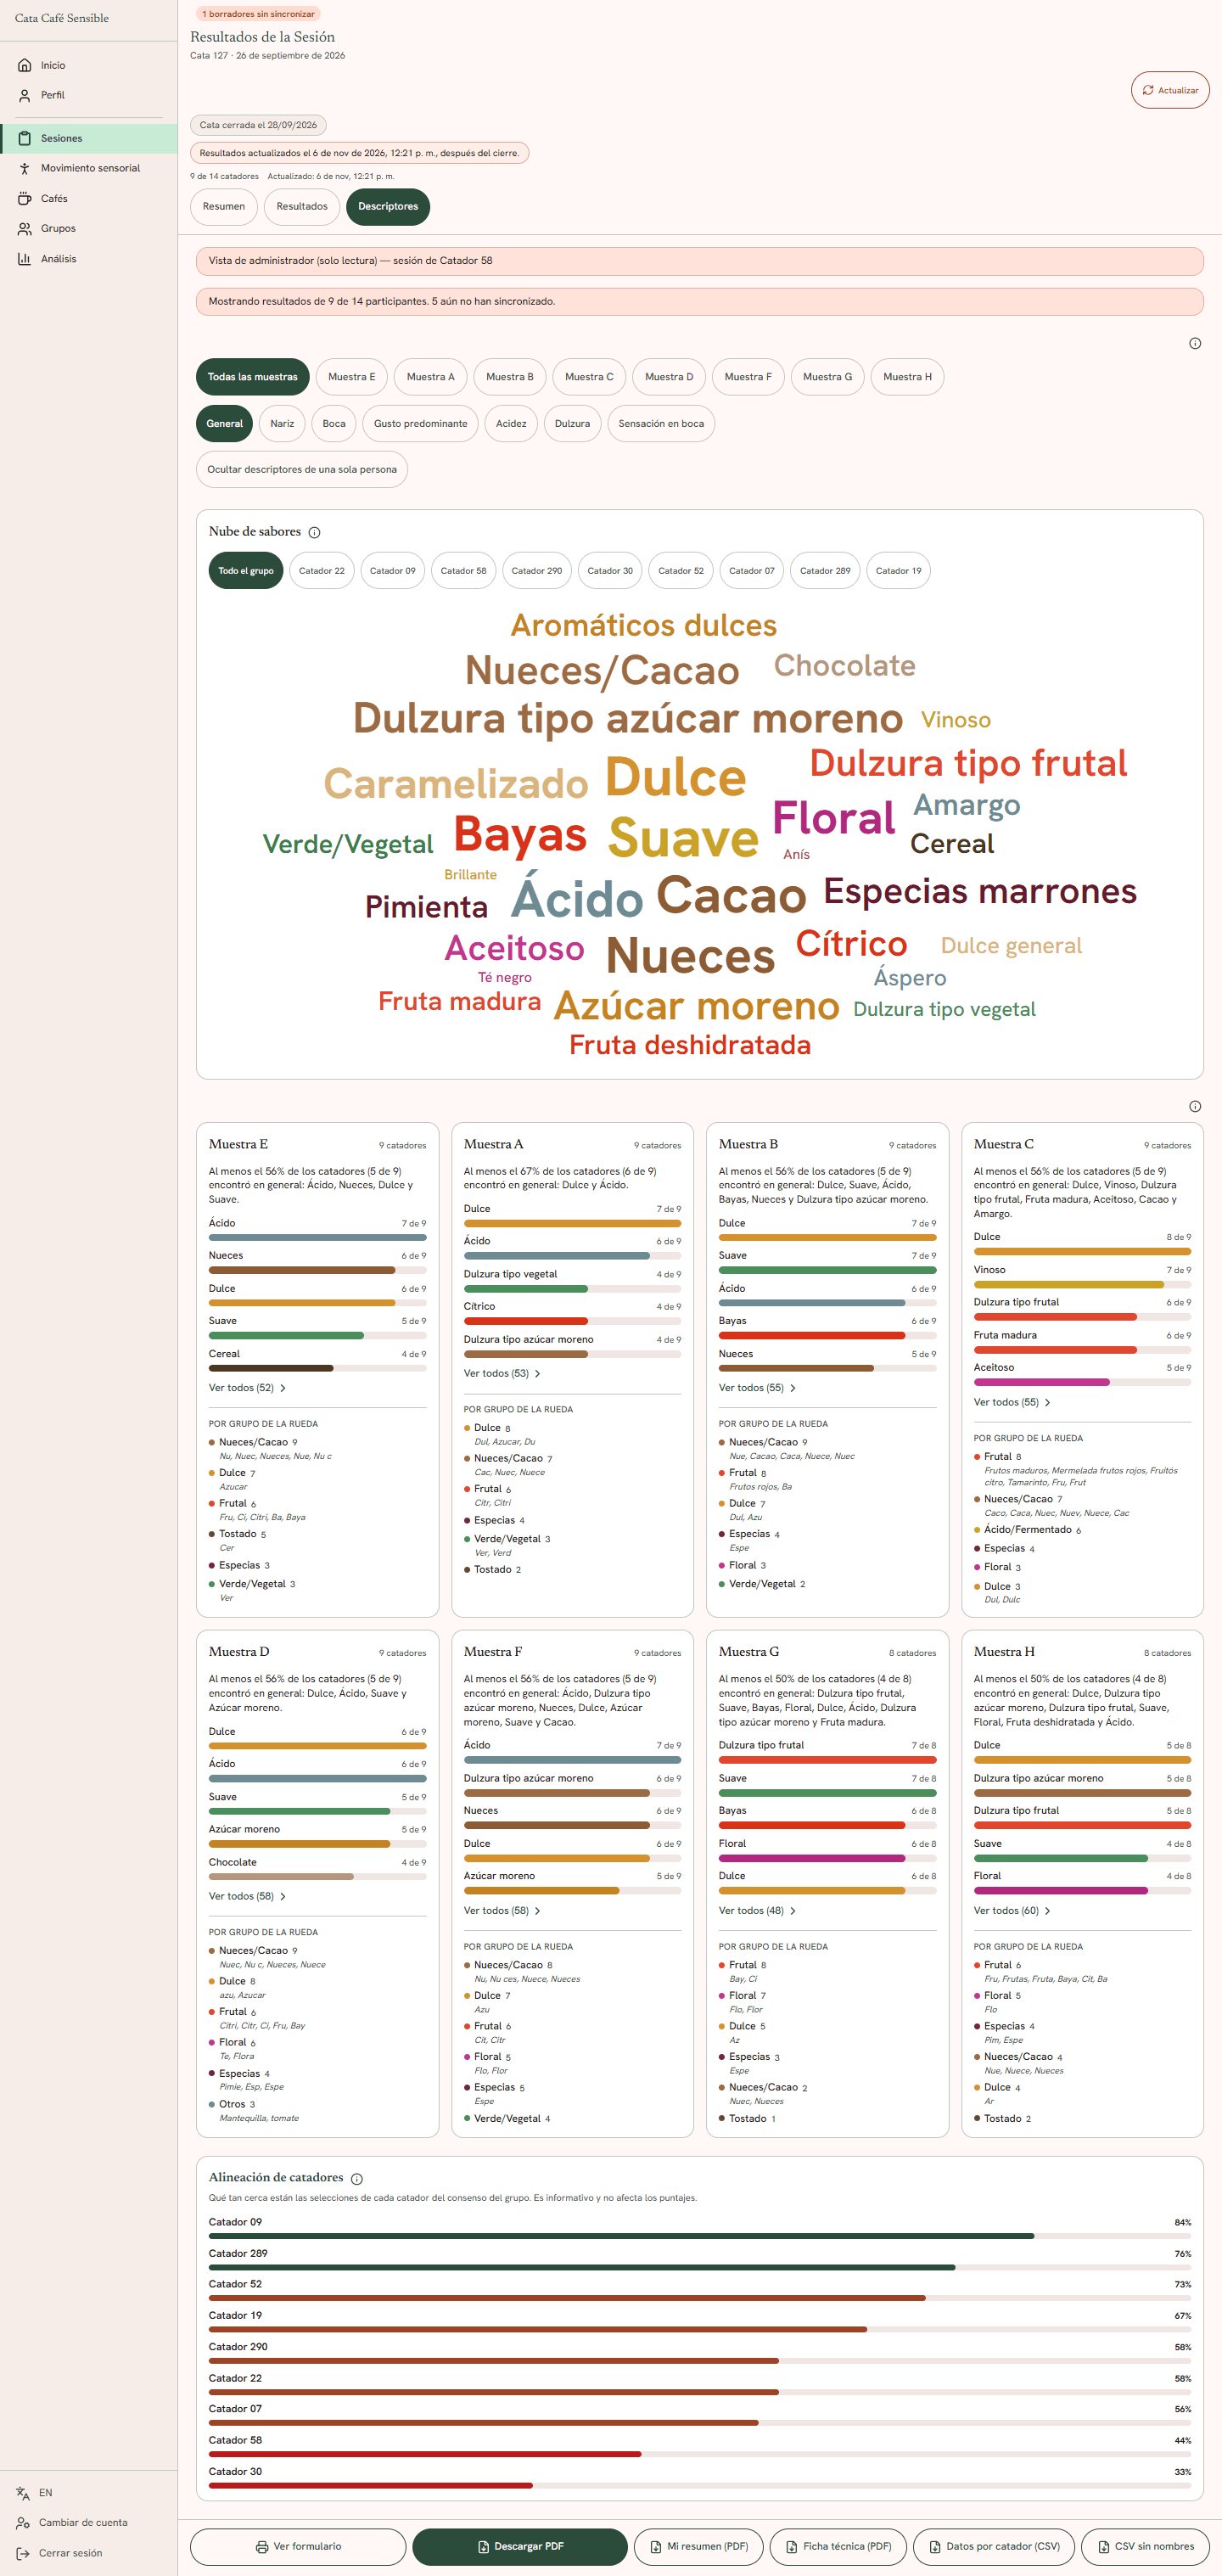 Cata Café Sensible
Inicio
Perfil
Sesiones
Movimiento sensorial
Cafés
Grupos
Análisis
EN
Cambiar de cuenta
Cerrar sesión
1 borradores sin sincronizar
Resultados de la Sesión
Cata 127 · 26 de septiembre de 2026
Actualizar
Cata cerrada el 28/09/2026
Resultados actualizados el 6 de nov de 2026, 12:21 p. m., después del cierre.
9 de 14 catadores Actualizado: 6 de nov, 12:21 p. m.
Resumen Resultados Descriptores
Vista de administrador (solo lectura) — sesión de Catador 58
Mostrando resultados de 9 de 14 participantes. 5 aún no han sincronizado.
Todas las muestras Muestra E Muestra A Muestra B Muestra C Muestra D Muestra F Muestra G Muestra H
General Nariz Boca Gusto predominante Acidez Dulzura Sensación en boca
Ocultar descriptores de una sola persona
Nube de sabores
Todo el grupo Catador 22 Catador 09 Catador 58 Catador 290 Catador 30 Catador 52 Catador 07 Catador 289 Catador 19
Aromáticos dulces
Nueces/Cacao Chocolate
Dulzura tipo azúcar moreno Vinoso
Caramelizado Dulce Dulzura tipo frutal
Verde/Vegetal Bayas Suave Floral Amargo
Anís Cereal
Brillante
Pimienta Ácido Cacao Especias marrones
Aceitoso Nueces Cítrico Dulce general
Té negro Áspero
Fruta madura Azúcar moreno Dulzura tipo vegetal
Fruta deshidratada
Muestra E 9 catadores
Al menos el 56% de los catadores (5 de 9)
encontró en general: Ácido, Nueces, Dulce y
Suave.
Ácido 7 de 9
Nueces 6 de 9
Dulce 6 de 9
Suave 5 de 9
Cereal 4 de 9
Ver todos (52)
POR GRUPO DE LA RUEDA
Nueces/Cacao 9
Nu, Nuec, Nueces, Nue, Nu c
Dulce 7
Azucar
Frutal 6
Fru, Ci, Citri, Ba, Baya
Tostado 5
Cer
Especias 3
Verde/Vegetal 3
Ver
Muestra A 9 catadores
Al menos el 67% de los catadores (6 de 9)
encontró en general: Dulce y Ácido.
Dulce 7 de 9
Ácido 6 de 9
Dulzura tipo vegetal 4 de 9
Cítrico 4 de 9
Dulzura tipo azúcar moreno 4 de 9
Ver todos (53)
POR GRUPO DE LA RUEDA
Dulce 8
Dul, Azucar, Du
Nueces/Cacao 7
Cac, Nuec, Nuece
Frutal 6
Citr, Citri
Especias 4
Verde/Vegetal 3
Ver, Verd
Tostado 2
Muestra B 9 catadores
Al menos el 56% de los catadores (5 de 9)
encontró en general: Dulce, Suave, Ácido,
Bayas, Nueces y Dulzura tipo azúcar moreno.
Dulce 7 de 9
Suave 7 de 9
Ácido 6 de 9
Bayas 6 de 9
Nueces 5 de 9
Ver todos (55)
POR GRUPO DE LA RUEDA
Nueces/Cacao 9
Nue, Cacao, Caca, Nuece, Nuec
Frutal 8
Frutos rojos, Ba
Dulce 7
Dul, Azu
Especias 4
Espe
Floral 3
Verde/Vegetal 2
Muestra C 9 catadores
Al menos el 56% de los catadores (5 de 9)
encontró en general: Dulce, Vinoso, Dulzura
tipo frutal, Fruta madura, Aceitoso, Cacao y
Amargo.
Dulce 8 de 9
Vinoso 7 de 9
Dulzura tipo frutal 6 de 9
Fruta madura 6 de 9
Aceitoso 5 de 9
Ver todos (55)
POR GRUPO DE LA RUEDA
Frutal 8
Frutos maduros, Mermelada frutos rojos, Fruitós
citro, Tamarinto, Fru, Frut
Nueces/Cacao 7
Caco, Caca, Nuec, Nuev, Nuece, Cac
Ácido/Fermentado 6
Especias 4
Floral 3
Dulce 3
Dul, Dulc
Muestra D 9 catadores
Al menos el 56% de los catadores (5 de 9)
encontró en general: Dulce, Ácido, Suave y
Azúcar moreno.
Dulce 6 de 9
Ácido 6 de 9
Suave 5 de 9
Azúcar moreno 5 de 9
Chocolate 4 de 9
Ver todos (58)
POR GRUPO DE LA RUEDA
Nueces/Cacao 9
Nuec, Nu c, Nueces, Nuece
Dulce 8
azu, Azucar
Frutal 6
Citri, Citr, Ci, Fru, Bay
Floral 6
Te, Flora
Especias 4
Pimie, Esp, Espe
Otros 3
Mantequilla, tomate
Muestra F 9 catadores
Al menos el 56% de los catadores (5 de 9)
encontró en general: Ácido, Dulzura tipo
azúcar moreno, Nueces, Dulce, Azúcar
moreno, Suave y Cacao.
Ácido 7 de 9
Dulzura tipo azúcar moreno 6 de 9
Nueces 6 de 9
Dulce 6 de 9
Azúcar moreno 5 de 9
Ver todos (58)
POR GRUPO DE LA RUEDA
Nueces/Cacao 8
Nu, Nu ces, Nuece, Nueces
Dulce 7
Azu
Frutal 6
Cit, Citr
Floral 5
Flo, Flor
Especias 5
Espe
Verde/Vegetal 4
Muestra G 8 catadores
Al menos el 50% de los catadores (4 de 8)
encontró en general: Dulzura tipo frutal,
Suave, Bayas, Floral, Dulce, Ácido, Dulzura
tipo azúcar moreno y Fruta madura.
Dulzura tipo frutal 7 de 8
Suave 7 de 8
Bayas 6 de 8
Floral 6 de 8
Dulce 6 de 8
Ver todos (48)
POR GRUPO DE LA RUEDA
Frutal 8
Bay, Ci
Floral 7
Flo, Flor
Dulce 5
Az
Especias 3
Espe
Nueces/Cacao 2
Nuec, Nueces
Tostado 1
Muestra H 8 catadores
Al menos el 50% de los catadores (4 de 8)
encontró en general: Dulce, Dulzura tipo
azúcar moreno, Dulzura tipo frutal, Suave,
Floral, Fruta deshidratada y Ácido.
Dulce 5 de 8
Dulzura tipo azúcar moreno 5 de 8
Dulzura tipo frutal 5 de 8
Suave 4 de 8
Floral 4 de 8
Ver todos (60)
POR GRUPO DE LA RUEDA
Frutal 6
Fru, Frutas, Fruta, Baya, Cit, Ba
Floral 5
Flo
Especias 4
Pim, Espe
Nueces/Cacao 4
Nue, Nuece, Nueces
Dulce 4
Ar
Tostado 2
Alineación de catadores
Qué tan cerca están las selecciones de cada catador del consenso del grupo. Es informativo y no afecta los puntajes.
Catador 09 84%
Catador 289 76%
Catador 52 73%
Catador 19 67%
Catador 290 58%
Catador 22 58%
Catador 07 56%
Catador 58 44%
Catador 30 33%
Ver formulario Descargar PDF Mi resumen (PDF) Ficha técnica (PDF) Datos por catador (CSV) CSV sin nombres